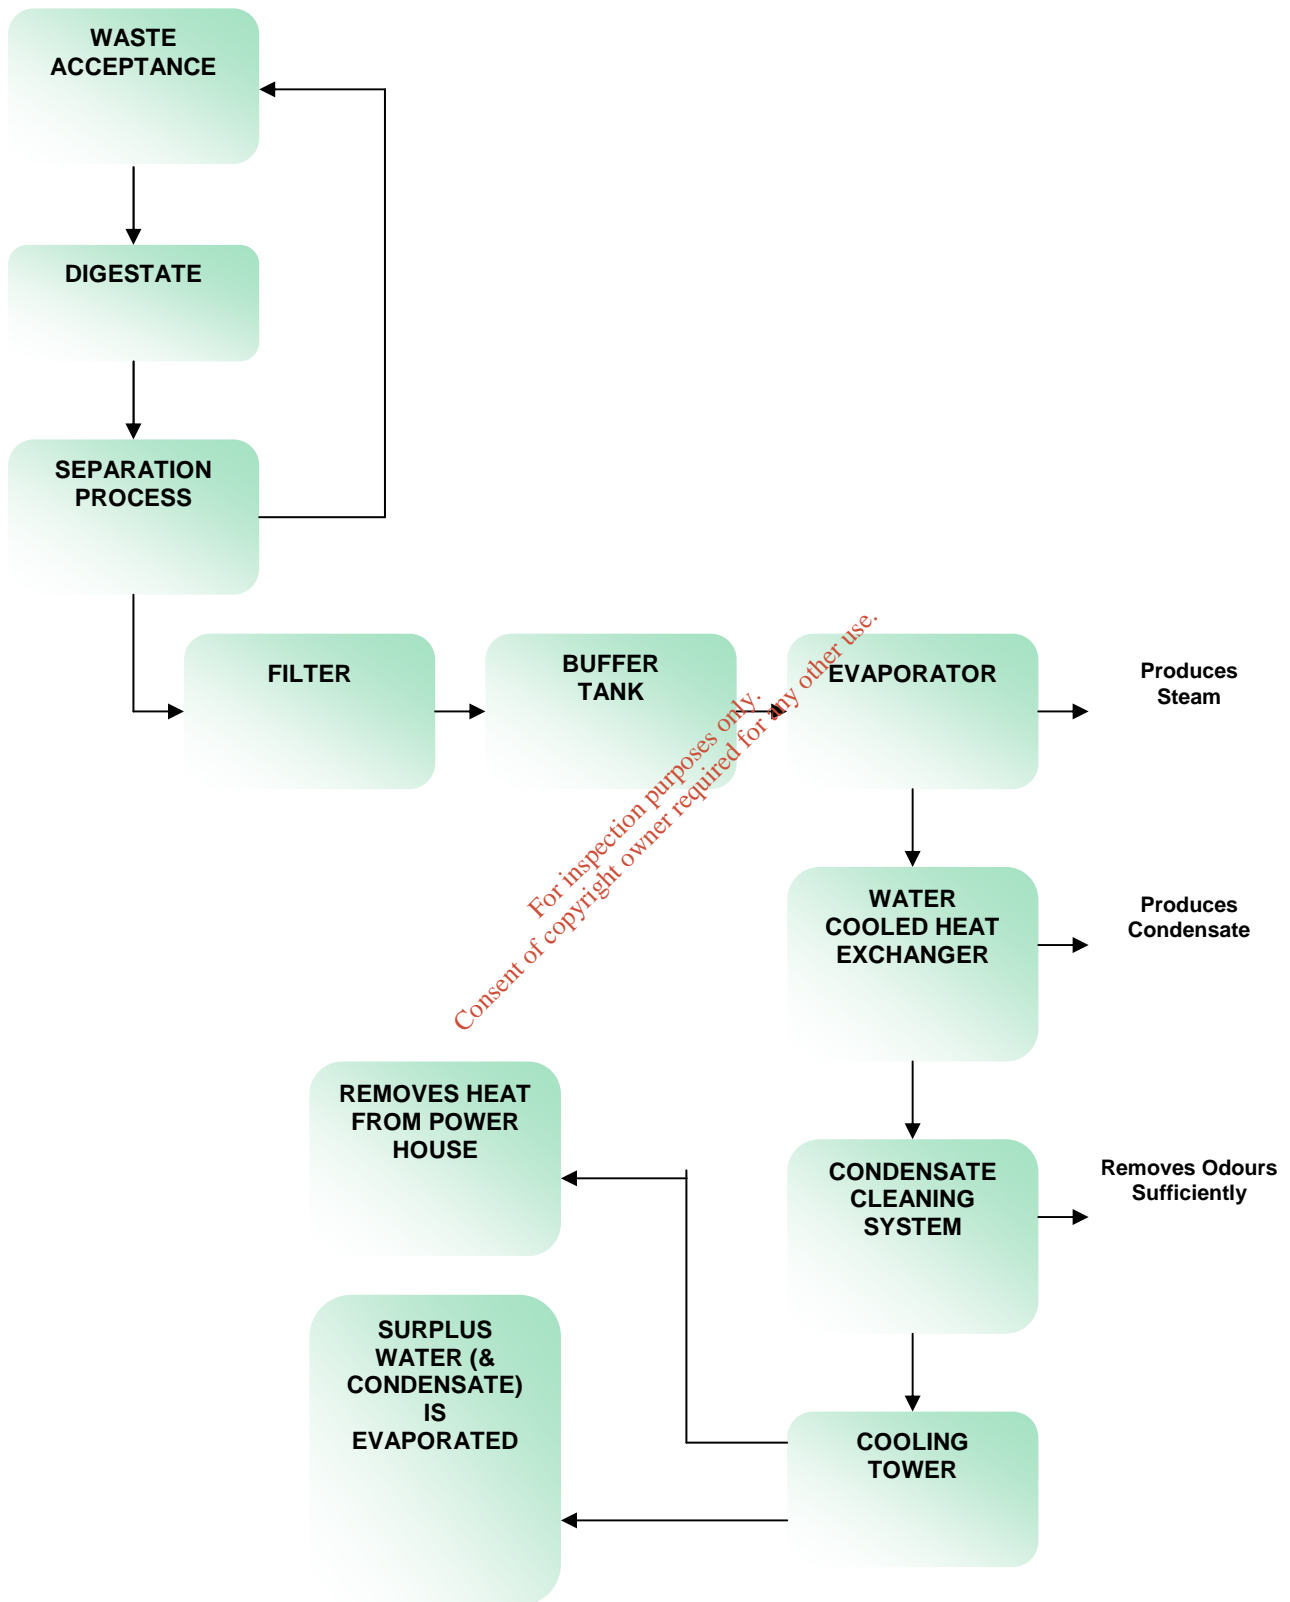 WASTE
ACCEPTANCE
DIGESTATE
SEPARATION
PROCESS
FILTER
BUFFER
TANK
EVAPORATOR
Produces
Steam
For inspection purposes only.
Consent of copyright owner required for any other use.
WATER
COOLED HEAT
EXCHANGER
Produces
Condensate
REMOVES HEAT
FROM POWER
HOUSE
CONDENSATE
CLEANING
SYSTEM
Removes Odours
Sufficiently
SURPLUS
WATER (&
CONDENSATE)
IS
EVAPORATED
COOLING
TOWER